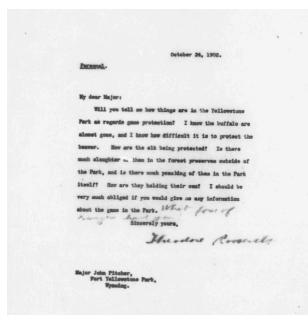 October 24, 1902.
Personal.
My dear Major:
Will you tell me how things are in the Yellowstone
Park as regards game protection? I know the buffalo are
almost gone, and I know how difficult it is to protect the
beaver. How are the elk being protected? Is there
much slaughter of them in the forest preserves outside of
the Park, and is there much poaching of them in the Park
itself? How are they holding their own? I should be
very much obliged if you would give me any information
about the game in the Park. What
Sincerely yours,
Theodore Roosevelt
Major John Pitcher,
Fort Yellowstone Park,
Wyoming.